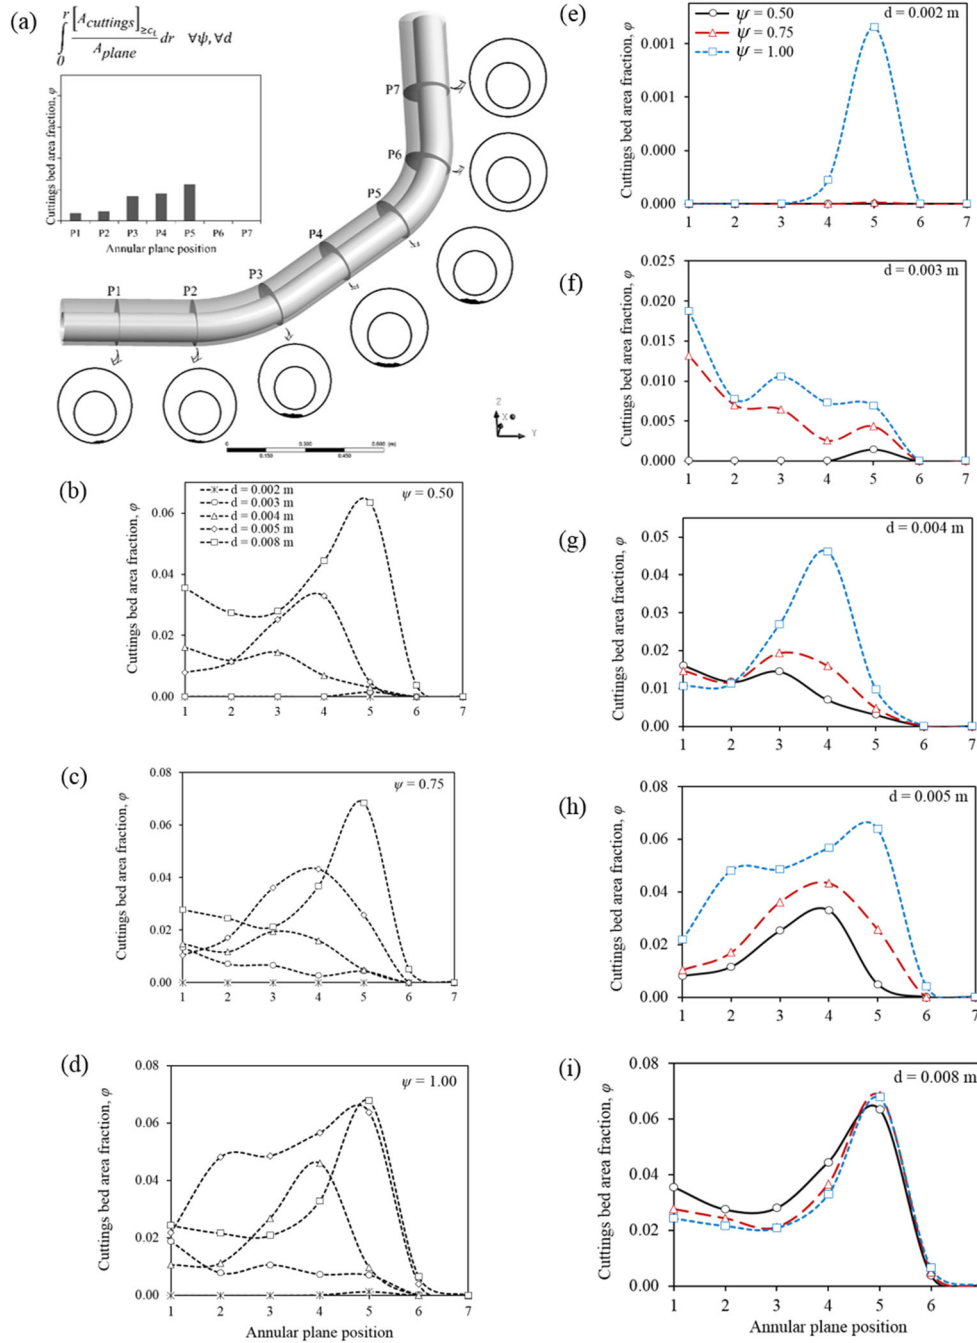 (a)
∫₀ʳ [A_cuttings]≥c_t / A_plane dr ∀ψ,∀d
Cuttings bed area fraction, φ
P1 P2 P3 P4 P5 P6 P7
Annular plane position
P7
P6
P5
P4
P3
P1
P2
Z
X
Y
0 0.300 0.600 (m)
0.150 0.450
(b)
ψ = 0.50
d = 0.002 m
d = 0.003 m
d = 0.004 m
d = 0.005 m
d = 0.008 m
Cuttings bed area fraction, φ
0.06
0.04
0.02
0.00
1 2 3 4 5 6 7
(c)
ψ = 0.75
Cuttings bed area fraction, φ
0.08
0.06
0.04
0.02
0.00
1 2 3 4 5 6 7
(d)
ψ = 1.00
Cuttings bed area fraction, φ
0.08
0.06
0.04
0.02
0.00
1 2 3 4 5 6 7
Annular plane position
(e)
d = 0.002 m
ψ = 0.50
ψ = 0.75
ψ = 1.00
Cuttings bed area fraction, φ
0.001
0.001
0.000
0.000
1 2 3 4 5 6 7
(f)
d = 0.003 m
Cuttings bed area fraction, φ
0.025
0.020
0.015
0.010
0.005
0.000
1 2 3 4 5 6 7
(g)
d = 0.004 m
Cuttings bed area fraction, φ
0.05
0.04
0.03
0.02
0.01
0.00
1 2 3 4 5 6 7
(h)
d = 0.005 m
Cuttings bed area fraction, φ
0.08
0.06
0.04
0.02
0.00
1 2 3 4 5 6 7
(i)
d = 0.008 m
Cuttings bed area fraction, φ
0.08
0.06
0.04
0.02
0.00
1 2 3 4 5 6 7
Annular plane position